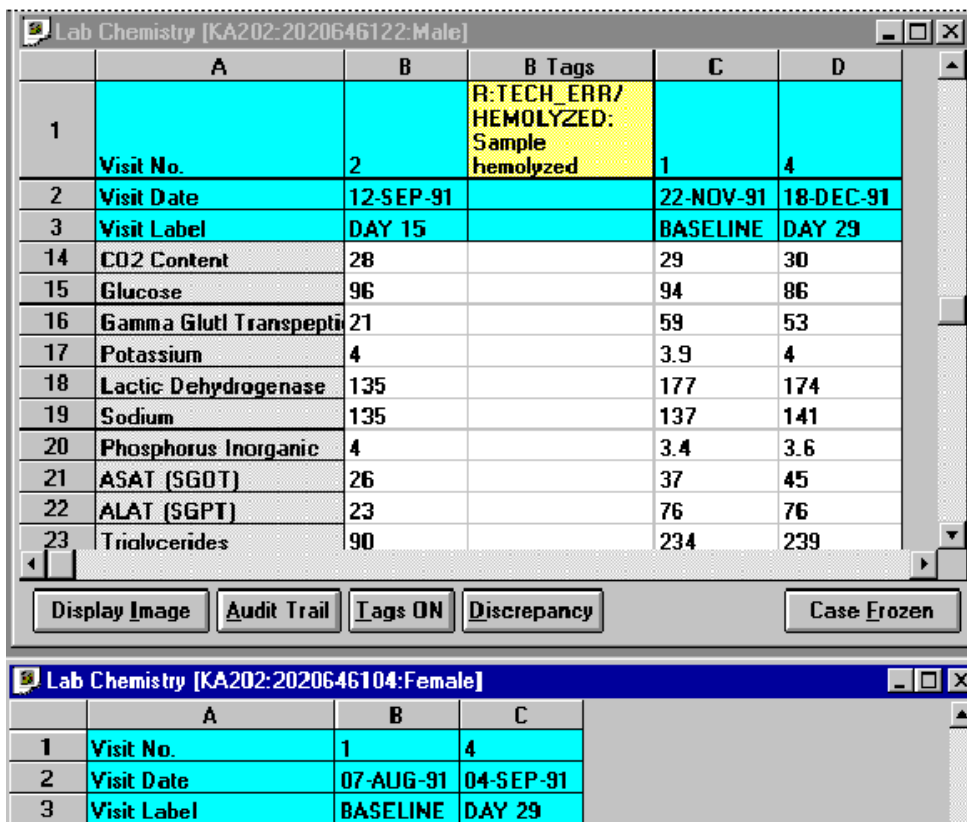 Lab Chemistry [KA202:2020646122:Male]
A B B Tags C D
R:TECH_ERR/
HEMOLYZED:
Sample
1 Visit No. 2 hemolyzed 1 4
2 Visit Date 12-SEP-91 22-NOV-91 18-DEC-91
3 Visit Label DAY 15 BASELINE DAY 29
14 CO2 Content 28 29 30
15 Glucose 96 94 86
16 Gamma Glutl Transpepti 21 59 53
17 Potassium 4 3.9 4
18 Lactic Dehydrogenase 135 177 174
19 Sodium 135 137 141
20 Phosphorus Inorganic 4 3.4 3.6
21 ASAT (SGOT) 26 37 45
22 ALAT (SGPT) 23 76 76
23 Triglycerides 90 234 239
Display Image Audit Trail Tags ON Discrepancy Case Frozen
Lab Chemistry [KA202:2020646104:Female]
A B C
1 Visit No. 1 4
2 Visit Date 07-AUG-91 04-SEP-91
3 Visit Label BASELINE DAY 29